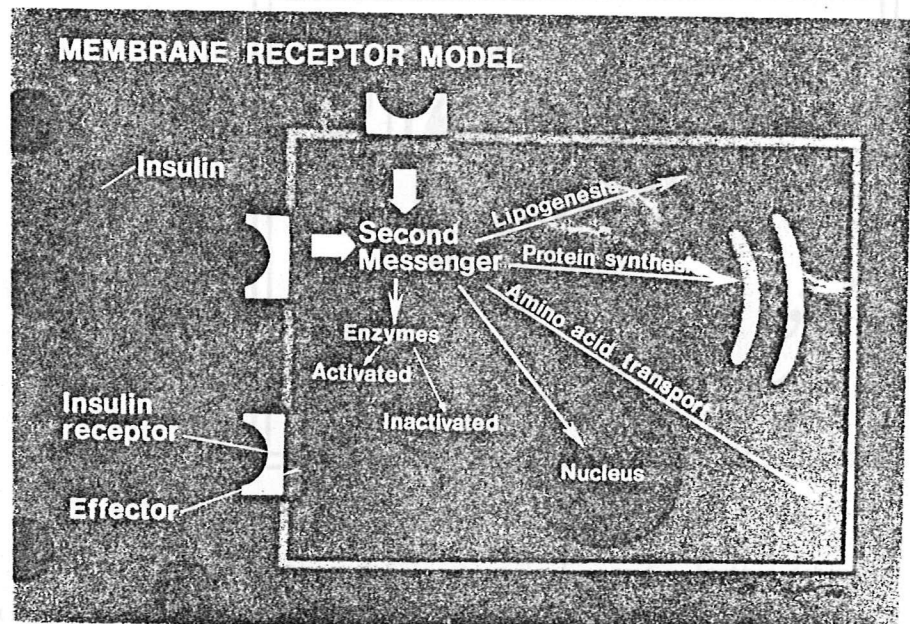 MEMBRANE RECEPTOR MODEL
Insulin
Second
Messenger
Lipogenesis
Protein synthesis
Amino acid transport
Enzymes
Activated
Inactivated
Nucleus
Insulin
receptor
Effector